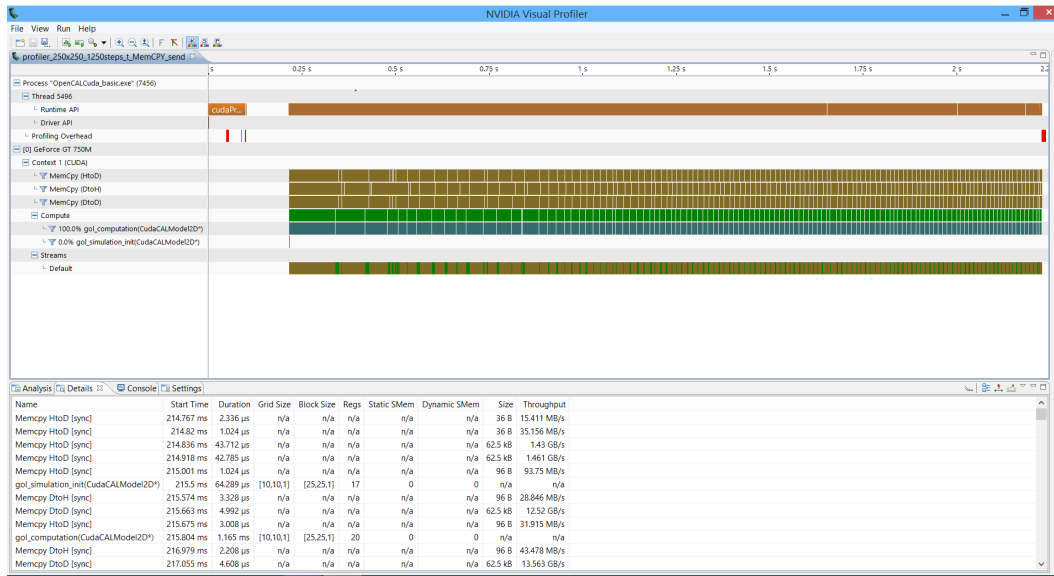 NVIDIA Visual Profiler
File View Run Help
profiler_250x250_1250steps_t_MemCPY_send
s 0.25 s 0.5 s 0.75 s 1 s 1.25 s 1.5 s 1.75 s 2 s 2.2
Process "OpenCALCuda_basic.exe" (7456)
Thread 5496
Runtime API cudaPr...
Driver API
Profiling Overhead
[0] GeForce GT 750M
Context 1 (CUDA)
MemCpy (HtoD)
MemCpy (DtoH)
MemCpy (DtoD)
Compute
100.0% gol_computation(CudaCALModel2D*)
0.0% gol_simulation_init(CudaCALModel2D*)
Streams
Default
Analysis Details Console Settings
Name Start Time Duration Grid Size Block Size Regs Static SMem Dynamic SMem Size Throughput
Memcpy HtoD [sync] 214.767 ms 2.336 µs n/a n/a n/a n/a n/a 36 B 15.411 MB/s
Memcpy HtoD [sync] 214.82 ms 1.024 µs n/a n/a n/a n/a n/a 36 B 35.156 MB/s
Memcpy HtoD [sync] 214.836 ms 43.712 µs n/a n/a n/a n/a n/a 62.5 kB 1.43 GB/s
Memcpy HtoD [sync] 214.918 ms 42.785 µs n/a n/a n/a n/a n/a 62.5 kB 1.461 GB/s
Memcpy HtoD [sync] 215.001 ms 1.024 µs n/a n/a n/a n/a n/a 96 B 93.75 MB/s
gol_simulation_init(CudaCALModel2D*) 215.5 ms 64.289 µs [10,10,1] [25,25,1] 17 0 0 n/a n/a
Memcpy DtoH [sync] 215.574 ms 3.328 µs n/a n/a n/a n/a n/a 96 B 28.846 MB/s
Memcpy DtoD [sync] 215.663 ms 4.992 µs n/a n/a n/a n/a n/a 62.5 kB 12.52 GB/s
Memcpy HtoD [sync] 215.675 ms 3.008 µs n/a n/a n/a n/a n/a 96 B 31.915 MB/s
gol_computation(CudaCALModel2D*) 215.804 ms 1.165 ms [10,10,1] [25,25,1] 20 0 0 n/a n/a
Memcpy DtoH [sync] 216.979 ms 2.208 µs n/a n/a n/a n/a n/a 96 B 43.478 MB/s
Memcpy DtoD [sync] 217.055 ms 4.608 µs n/a n/a n/a n/a n/a 62.5 kB 13.563 GB/s